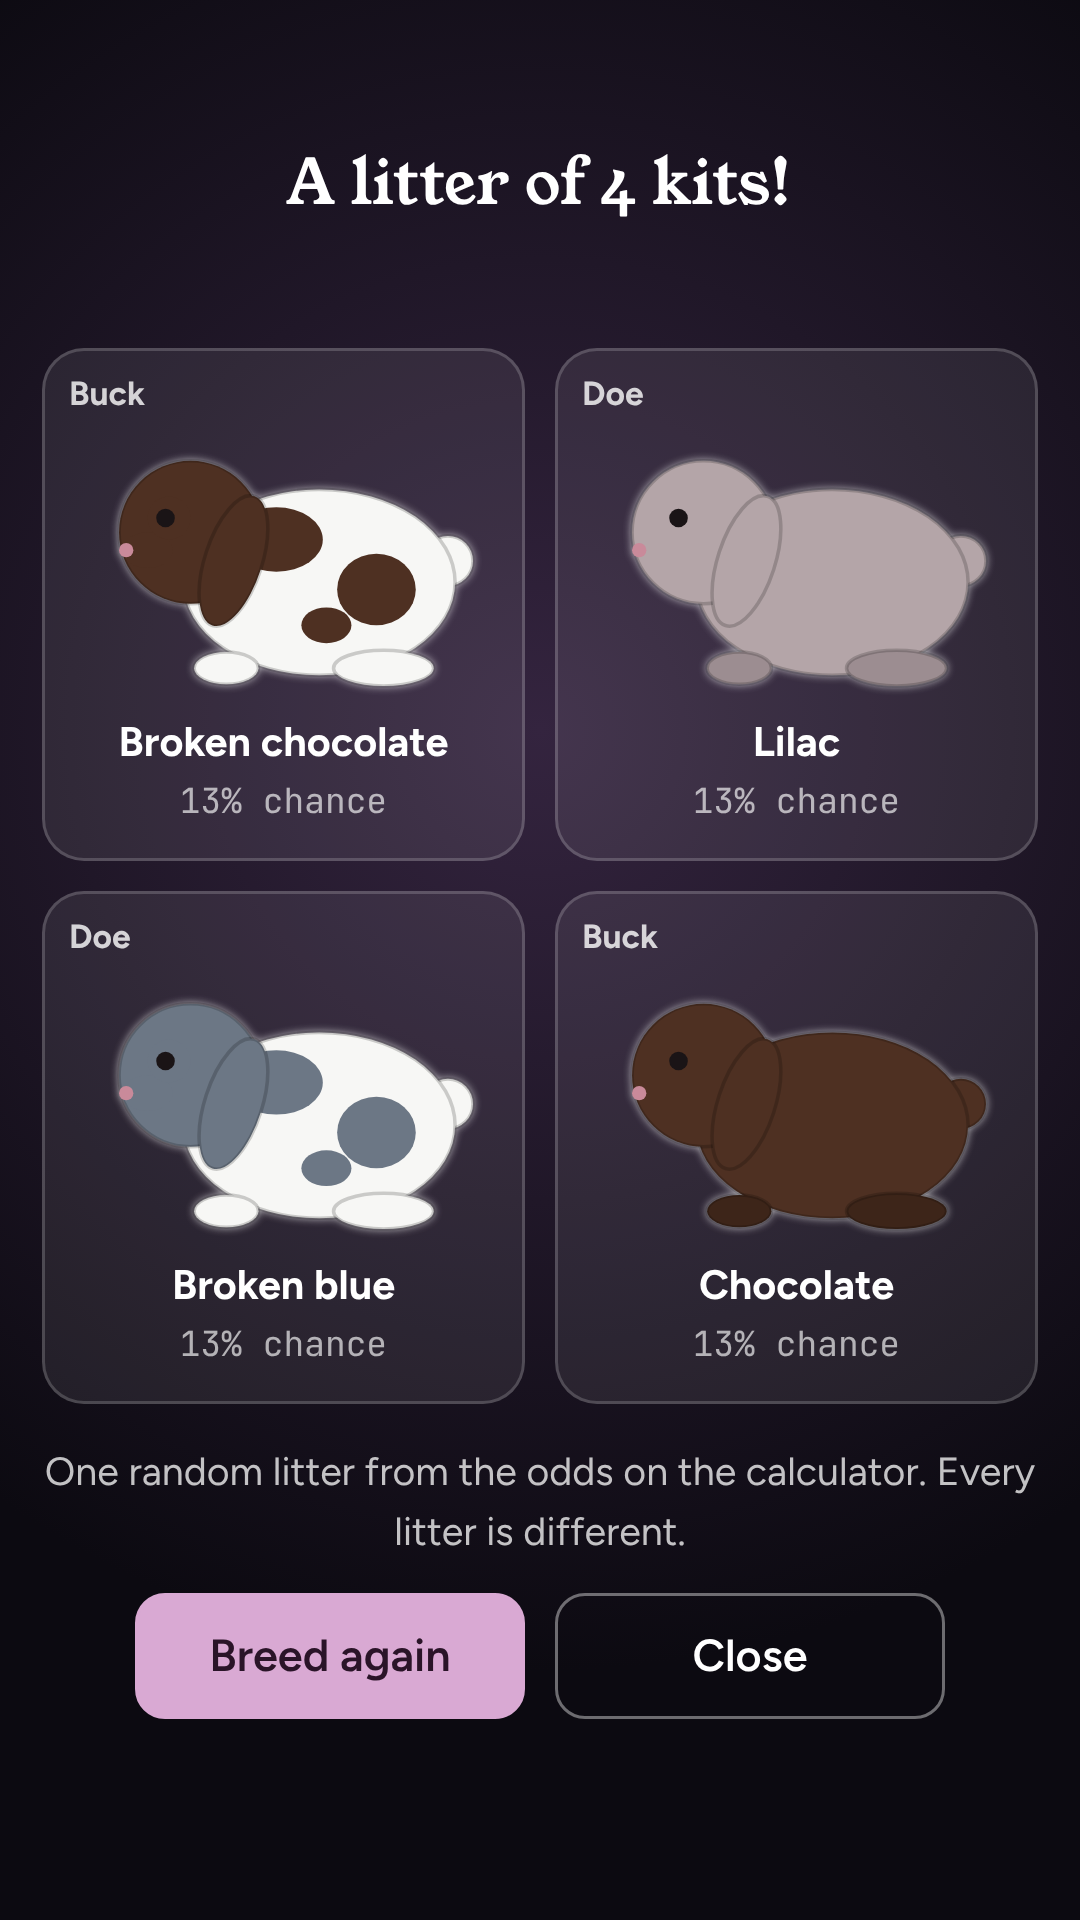 A litter of 4 kits!
Buck
Broken chocolate
13% chance
Doe
Lilac
13% chance
Doe
Broken blue
13% chance
Buck
Chocolate
13% chance
One random litter from the odds on the calculator. Every
litter is different.
Breed again
Close